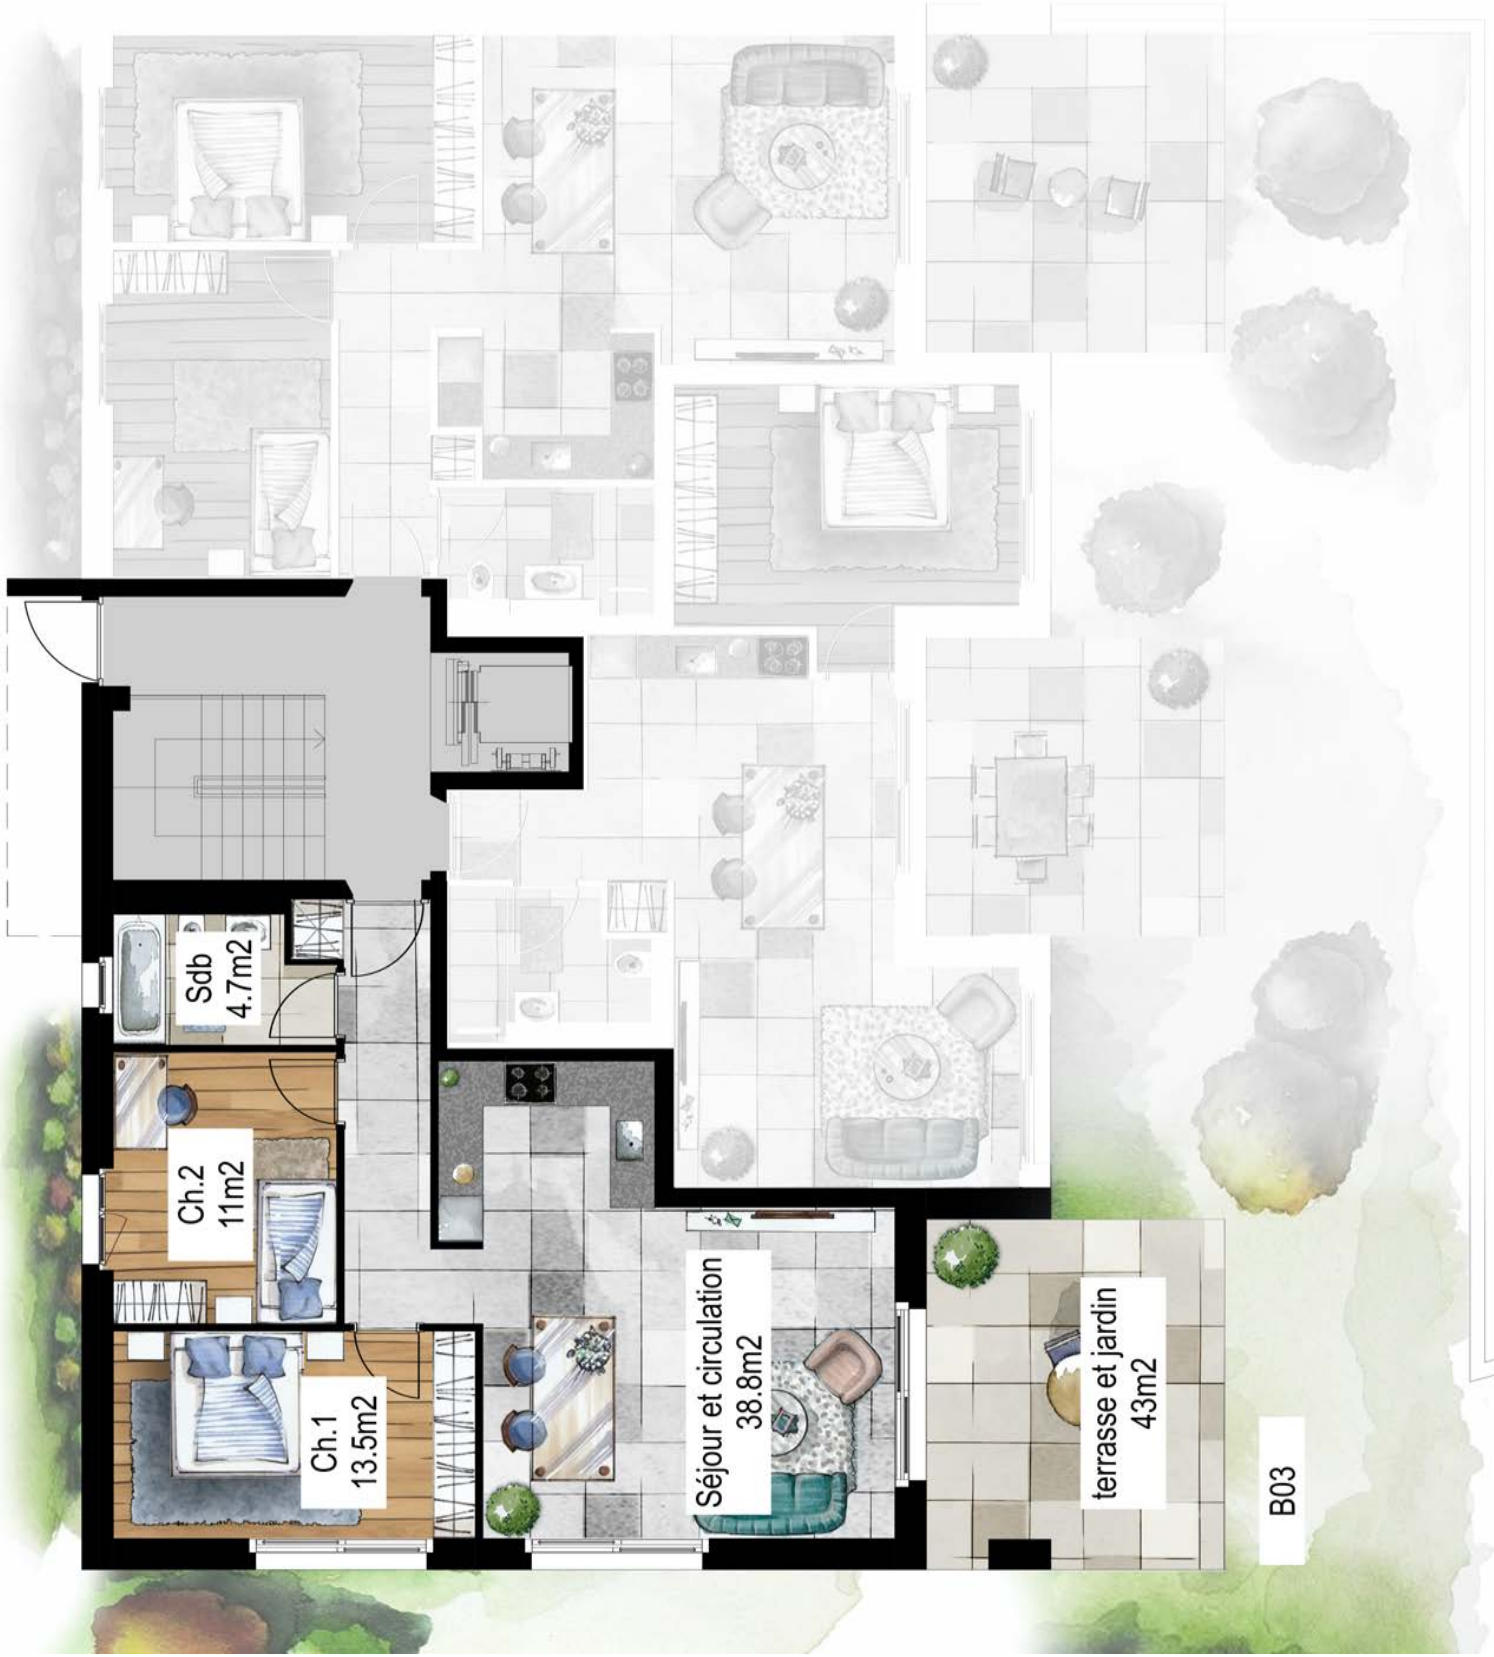 Sdb
4.7m2
Ch.2
11m2
Ch.1
13.5m2
Séjour et circulation
38.8m2
terrasse et jardin
43m2
B03